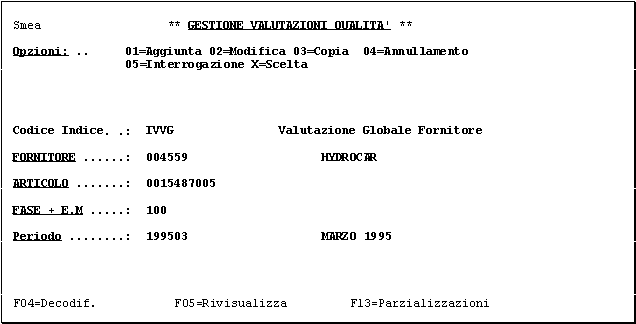 Smea ** GESTIONE VALUTAZIONI QUALITA' **
Opzioni: .. 01=Aggiunta 02=Modifica 03=Copia 04=Annullamento
05=Interrogazione X=Scelta
Codice Indice. .: IVVG Valutazione Globale Fornitore
FORNITORE ......: 004559 HYDROCAR
ARTICOLO .......: 0015487005
FASE + E.M .....: 100
Periodo ........: 199503 MARZO 1995
F04=Decodif. F05=Rivisualizza F13=Parzializzazioni